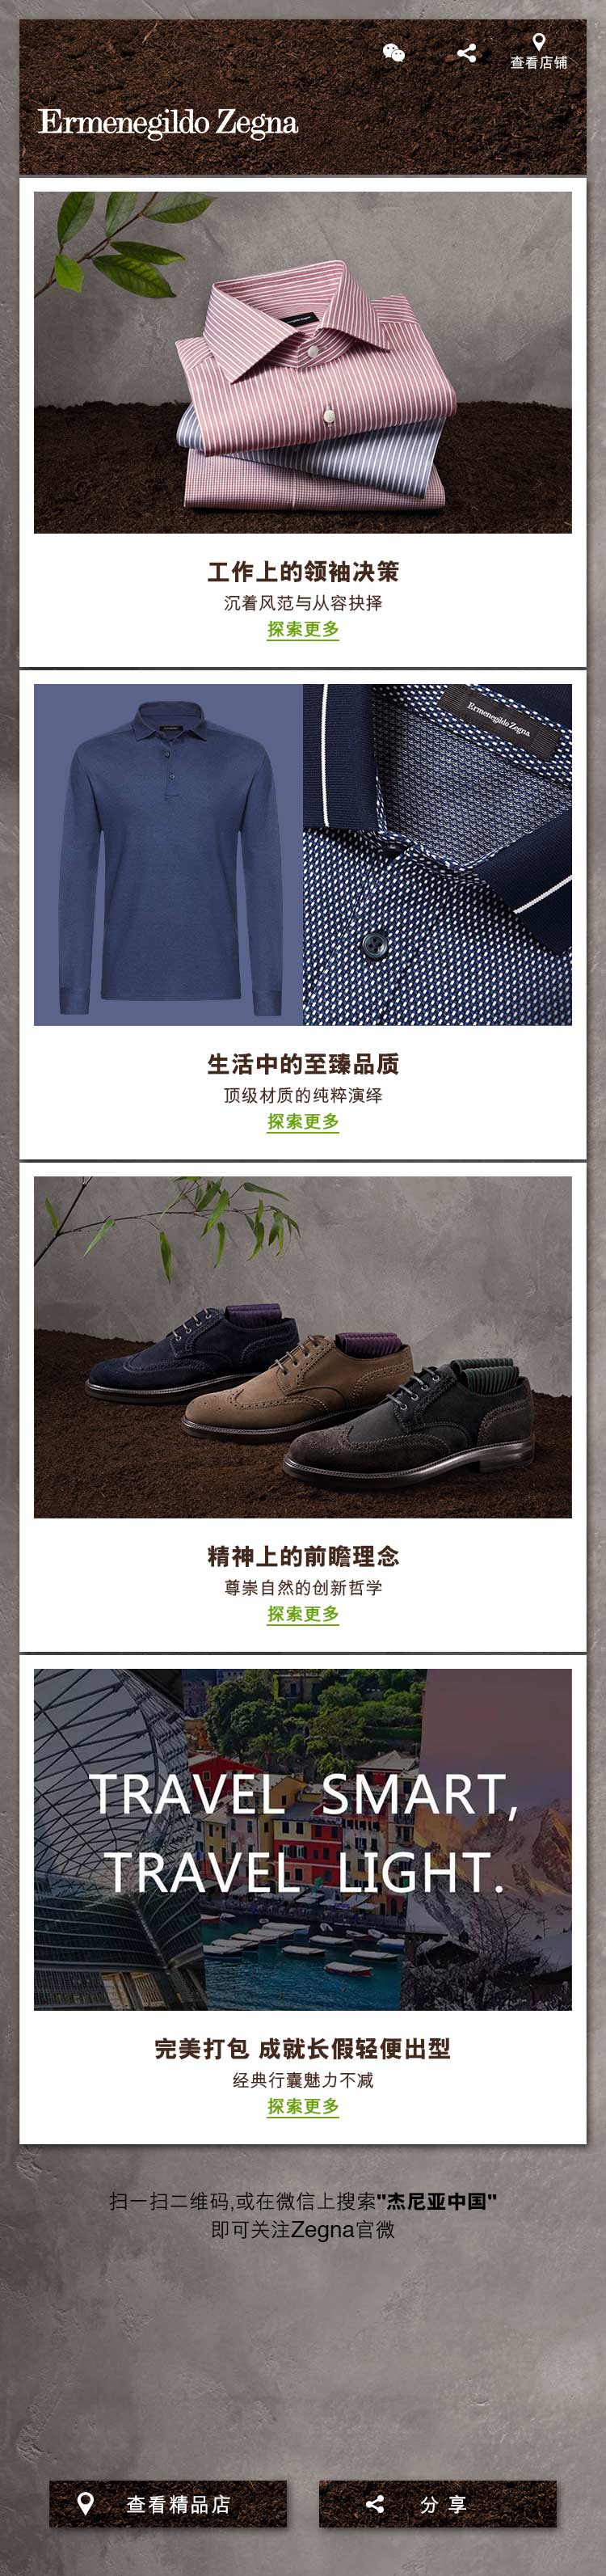 查看店铺
Ermenegildo Zegna
工作上的领袖决策
沉着风范与从容抉择
探索更多
Ermenegildo Zegna
生活中的至臻品质
顶级材质的纯粹演绎
探索更多
精神上的前瞻理念
尊崇自然的创新哲学
探索更多
TRAVEL SMART,
TRAVEL LIGHT.
完美打包 成就长假轻便出型
经典行囊魅力不减
探索更多
扫一扫二维码,或在微信上搜索"杰尼亚中国"
即可关注Zegna官微
查看精品店
分 享